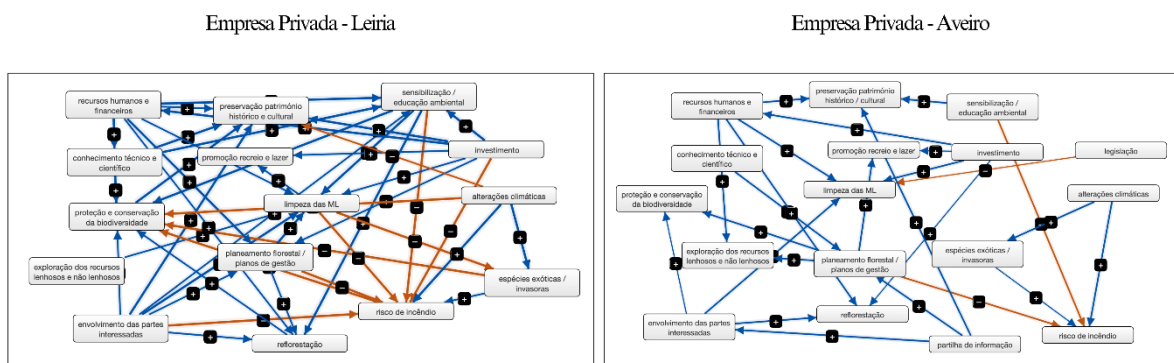 Empresa Privada - Leiria
recursos humanos e
financeiros
preservação património
histórico e cultural
sensibilização /
educação ambiental
conhecimento técnico e
científico
promoção recreio e lazer
investimento
proteção e conservação
da biodiversidade
limpeza das ML
alterações climáticas
exploração dos recursos
lenhosos e não lenhosos
planeamento florestal /
planos de gestão
espécies exóticas /
invasoras
envolvimento das partes
interessadas
risco de incêndio
reflorestação
Empresa Privada - Aveiro
recursos humanos e
financeiros
preservação património
histórico / cultural
sensibilização /
educação ambiental
conhecimento técnico e
científico
promoção recreio e lazer
investimento
legislação
proteção e conservação
da biodiversidade
limpeza das ML
alterações climáticas
exploração dos recursos
lenhosos e não lenhosos
planeamento florestal /
planos de gestão
espécies exóticas /
invasoras
envolvimento das partes
interessadas
reflorestação
partilha de informação
risco de incêndio